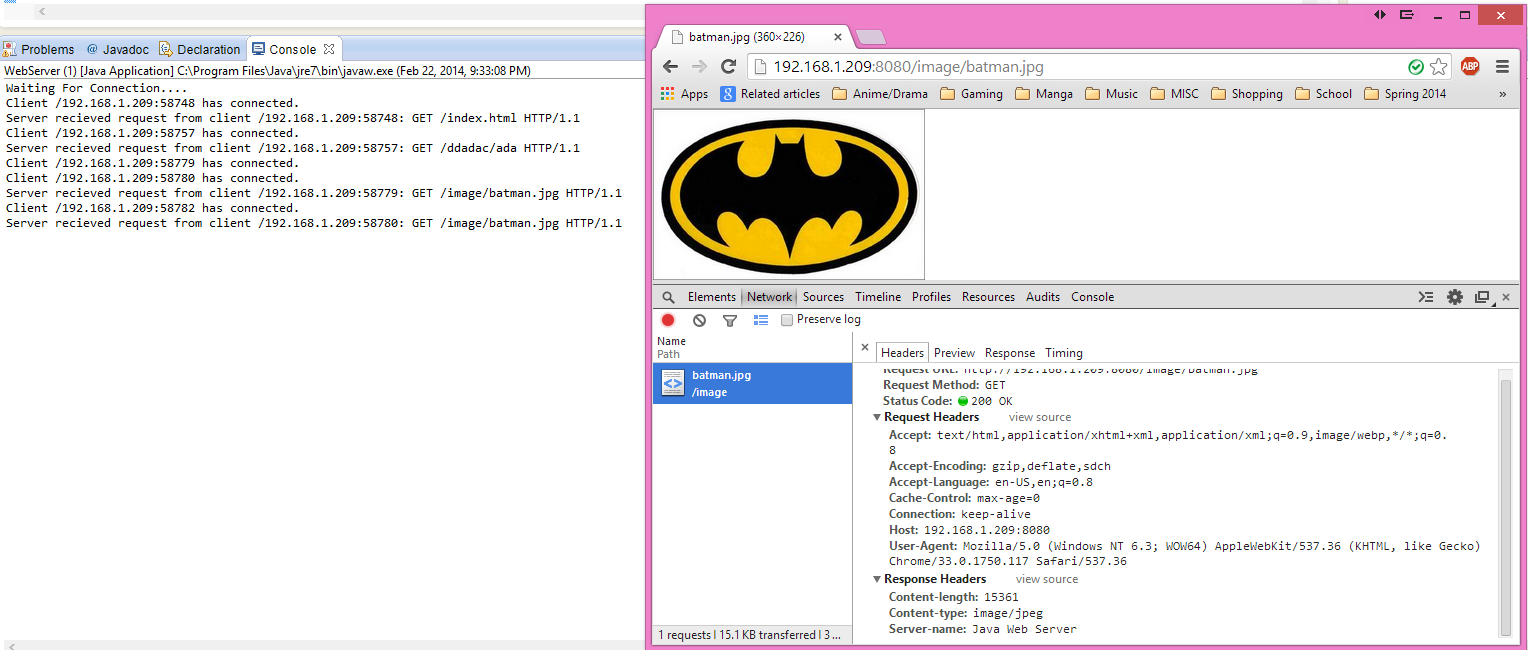 Problems @ Javadoc Declaration Console
WebServer (1) [Java Application] C:\Program Files\Java\jre7\bin\javaw.exe (Feb 22, 2014, 9:33:08 PM)
Waiting For Connection....
Client /192.168.1.209:58748 has connected.
Server recieved request from client /192.168.1.209:58748: GET /index.html HTTP/1.1
Client /192.168.1.209:58757 has connected.
Server recieved request from client /192.168.1.209:58757: GET /ddadac/ada HTTP/1.1
Client /192.168.1.209:58779 has connected.
Client /192.168.1.209:58780 has connected.
Server recieved request from client /192.168.1.209:58779: GET /image/batman.jpg HTTP/1.1
Client /192.168.1.209:58782 has connected.
Server recieved request from client /192.168.1.209:58780: GET /image/batman.jpg HTTP/1.1
batman.jpg (360×226)
192.168.1.209:8080/image/batman.jpg ABP
Apps 8 Related articles Anime/Drama Gaming Manga Music MISC Shopping School Spring 2014 »
Elements Network Sources Timeline Profiles Resources Audits Console
Preserve log
Name
Path
batman.jpg
/image
1 requests | 15.1 KB transferred | 3 ...
Headers Preview Response Timing
Request URL: http://192.168.1.209:8080/image/batman.jpg
Request Method: GET
Status Code: 200 OK
Request Headers view source
Accept: text/html,application/xhtml+xml,application/xml;q=0.9,image/webp,*/*;q=0.
8
Accept-Encoding: gzip,deflate,sdch
Accept-Language: en-US,en;q=0.8
Cache-Control: max-age=0
Connection: keep-alive
Host: 192.168.1.209:8080
User-Agent: Mozilla/5.0 (Windows NT 6.3; WOW64) AppleWebKit/537.36 (KHTML, like Gecko)
Chrome/33.0.1750.117 Safari/537.36
Response Headers view source
Content-length: 15361
Content-type: image/jpeg
Server-name: Java Web Server